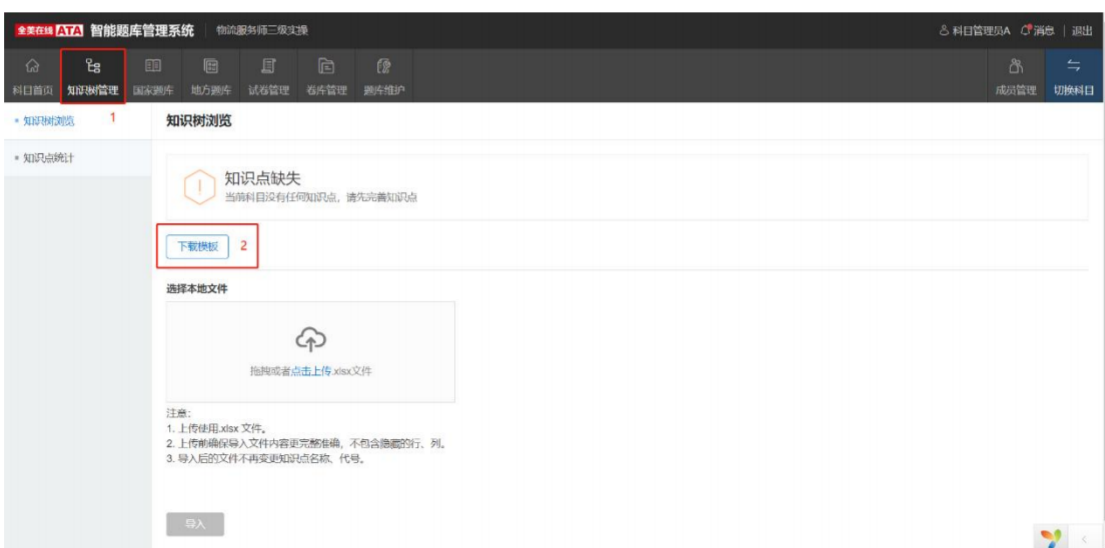 全美在线 ATA 智能题库管理系统 物流服务师三级实操 科目管理员A 消息 | 退出
科目首页 知识树管理 国家题库 地方题库 试卷管理 卷库管理 题库维护 成员管理 切换科目
知识树浏览 1
知识点统计
知识树浏览
知识点缺失
当前科目没有任何知识点，请先完善知识点
下载模板 2
选择本地文件
拖拽或者点击上传.xlsx文件
注意：
1. 上传使用.xlsx 文件。
2. 上传前确保导入文件内容更完整准确，不包含隐藏的行、列。
3. 导入后的文件不再变更知识点名称、代号。
导入